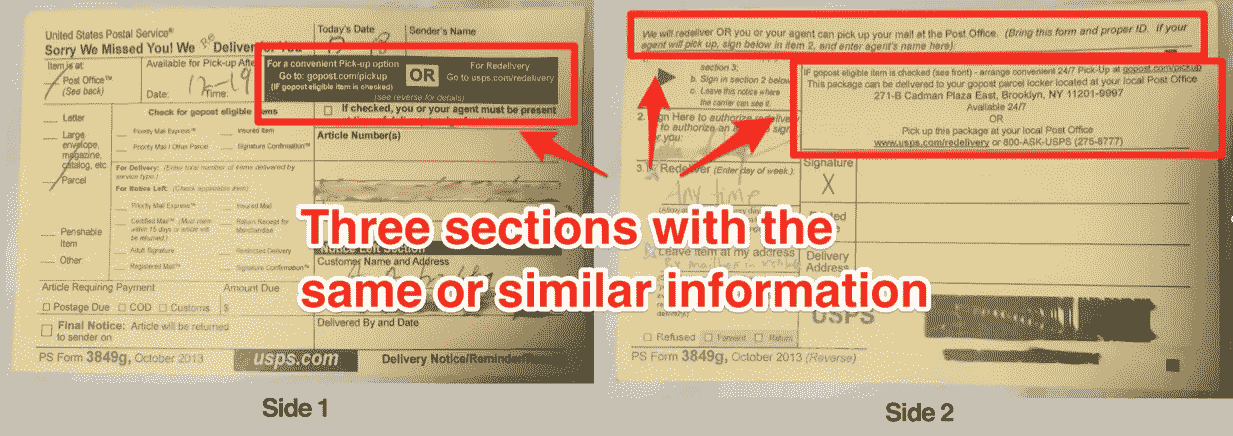 United States Postal Service®
Sorry We Missed You! We Re Deliver for You
Today's Date
Sender's Name
Item is at:
Post Office™
(See back)
Available for Pick-up After
Date: 12-19 Time:
For a convenient Pick-up option
Go to: gopost.com/pickup
(IF gopost eligible item is checked)
OR
For Redelivery
Go to usps.com/redelivery
(see reverse for details)
If checked, you or your agent must be present
Letter
Large
envelope,
magazine,
catalog, etc.
Parcel
Perishable
Item
Other
Check for gopost eligible items
Priority Mail Express™
Insured Item
Priority Mail / Other Parcel
Signature Confirmation™
For Delivery: (Enter total number of items delivered by
service type.)
For Notice Left: (Check applicable item)
Priority Mail Express™
Insured Mail
Certified Mail™ (Must claim
within 15 days or article will
be returned.)
Return Receipt for
Merchandise
Adult Signature
Restricted Delivery
Registered Mail™
Signature Confirmation™
Article Number(s)
Notice Left Section
Customer Name and Address
Article Requiring Payment
Amount Due
Postage Due
COD
Customs
$
Final Notice: Article will be returned
to sender on
Delivered By and Date
PS Form 3849g, October 2013
usps.com
Delivery Notice/Reminder
Side 1
We will redeliver OR you or your agent can pick up your mail at the Post Office. (Bring this form and proper ID. If your
agent will pick up, sign below in item 2, and enter agent's name here):
section 3;
b. Sign in section 2 below
c. Leave this notice where
the carrier can see it.
2. Sign Here to authorize redelivery
to authorize an
sign
for you:
3. Redeliver (Enter day of week):
Any time
Leave item at my address
Refused
Forward
Return
PS Form 3849g, October 2013 (Reverse)
IF gopost eligible item is checked (see front) - arrange convenient 24/7 Pick-Up at gopost.com/pickup
This package can be delivered to your gopost parcel locker located at your local Post Office
271-B Cadman Plaza East, Brooklyn, NY 11201-9997
Available 24/7
OR
Pick up this package at your local Post Office
www.usps.com/redelivery or 800-ASK-USPS (275-8777)
Signature
X
Printed
Delivery
Address
USPS
Side 2
Three sections with the
same or similar information